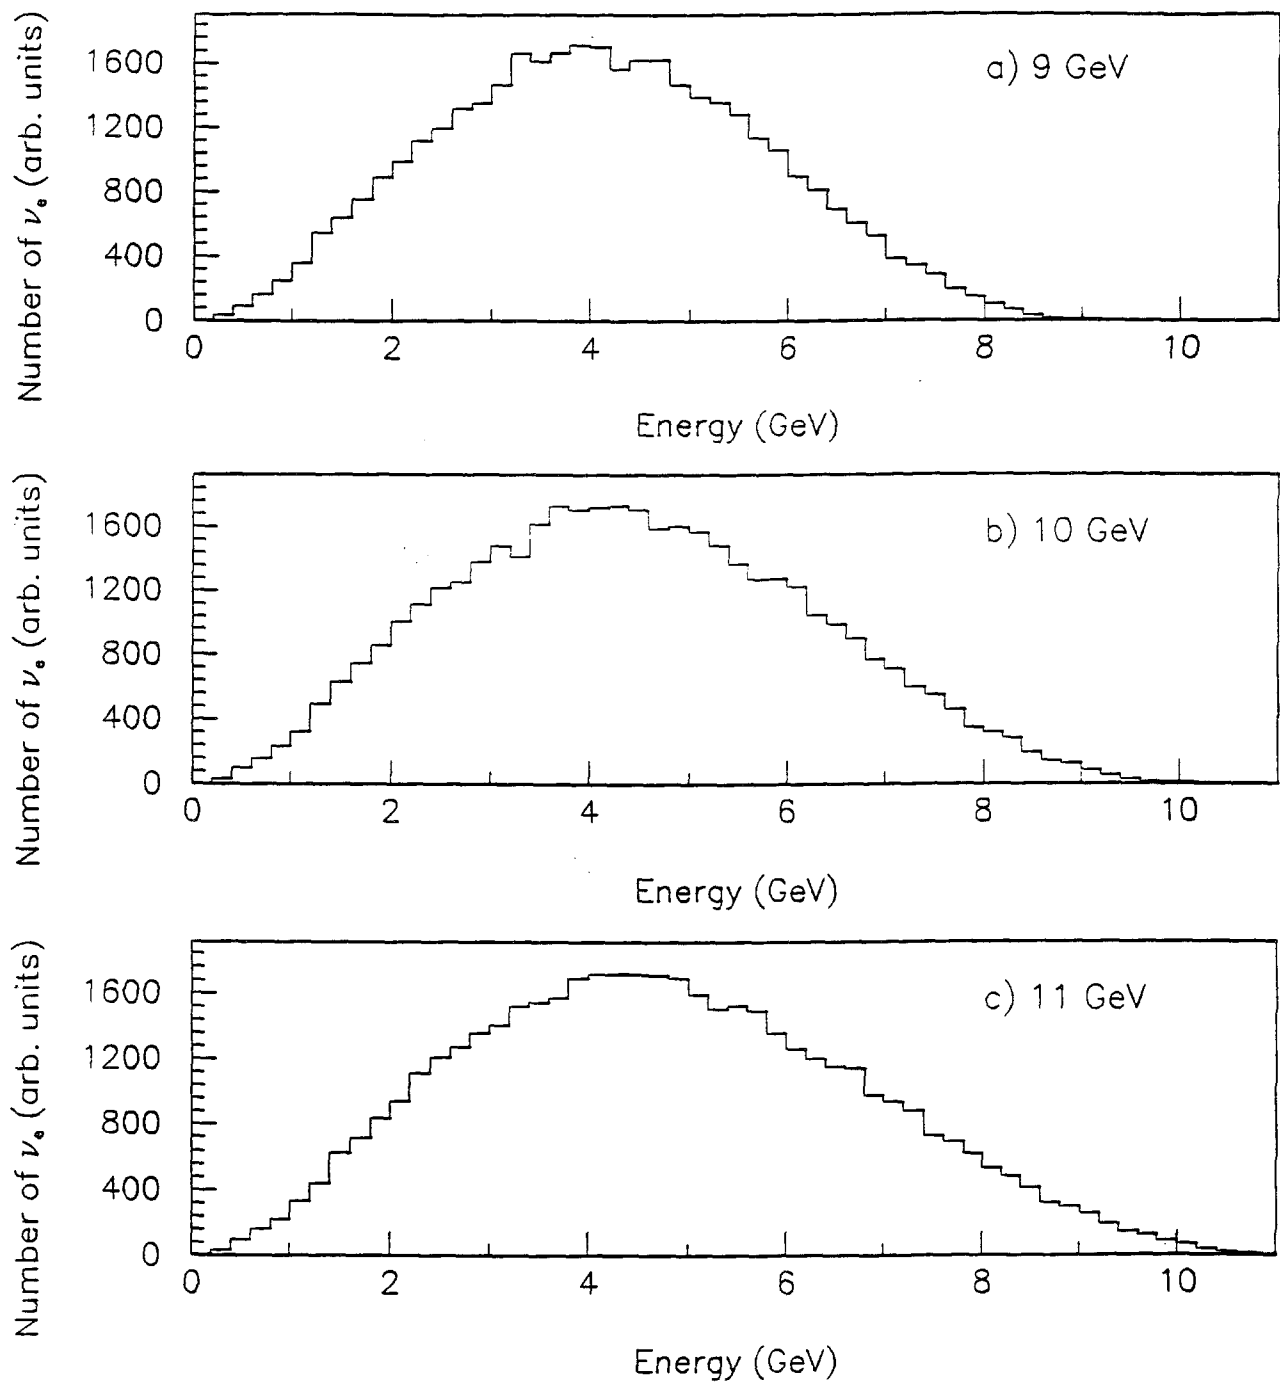 Number of νe (arb. units)
1600
1200
800
400
0
a) 9 GeV
0 2 4 6 8 10
Energy (GeV)
Number of νe (arb. units)
1600
1200
800
400
0
b) 10 GeV
0 2 4 6 8 10
Energy (GeV)
Number of νe (arb. units)
1600
1200
800
400
0
c) 11 GeV
0 2 4 6 8 10
Energy (GeV)